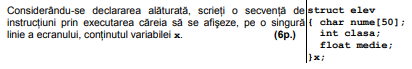 Considerându-se declararea alăturată, scrieţi o secvenţă de
instrucţiuni prin executarea căreia să se afişeze, pe o singură
linie a ecranului, conţinutul variabilei x. (6p.)
struct elev
{ char nume[50];
int clasa;
float medie;
}x;